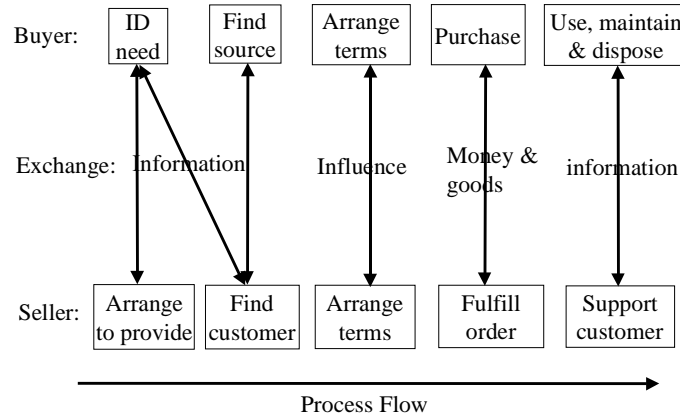 Buyer:
ID
need
Find
source
Arrange
terms
Purchase
Use, maintain
& dispose
Exchange:
Information
Influence
Money &
goods
information
Seller:
Arrange
to provide
Find
customer
Arrange
terms
Fulfill
order
Support
customer
Process Flow